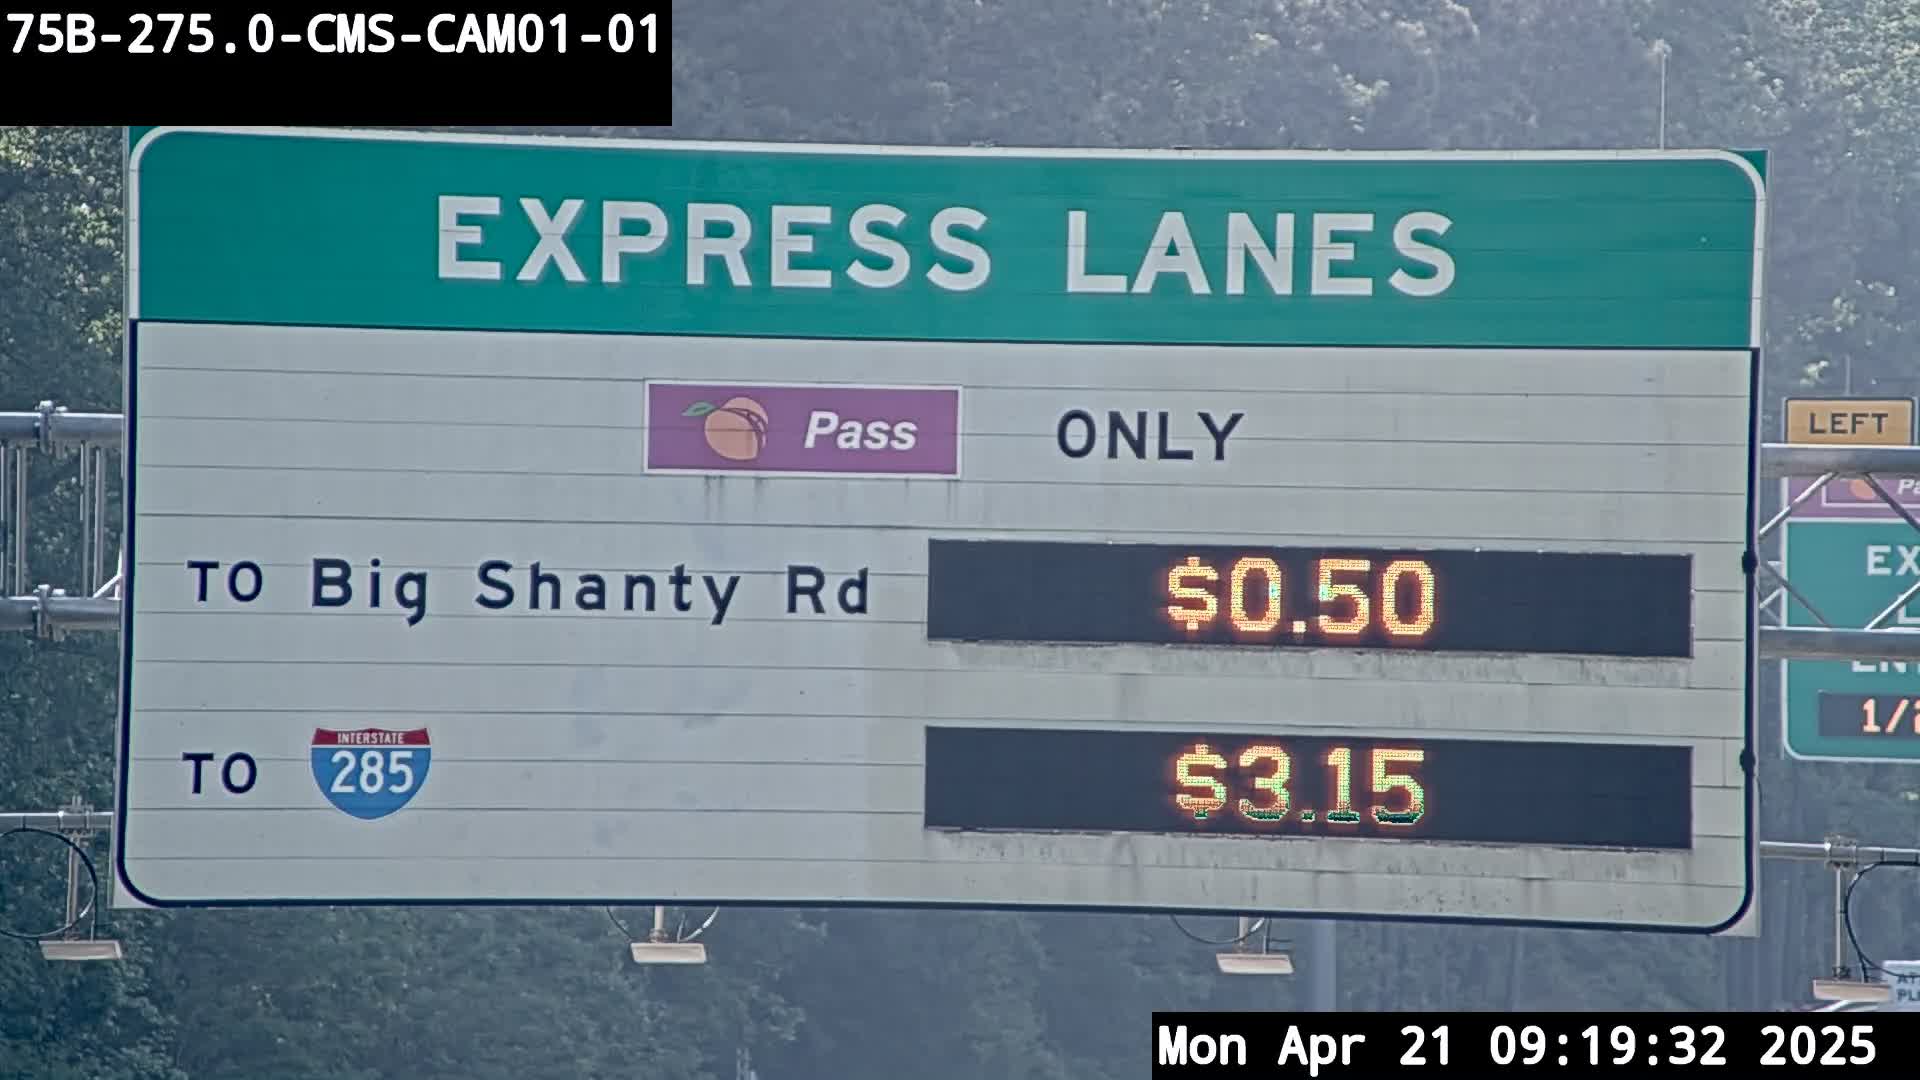 75B-275.0-CMS-CAM01-01
EXPRESS LANES
Pass ONLY
TO Big Shanty Rd $0.50
TO INTERSTATE 285 $3.15
LEFT
Mon Apr 21 09:19:32 2025